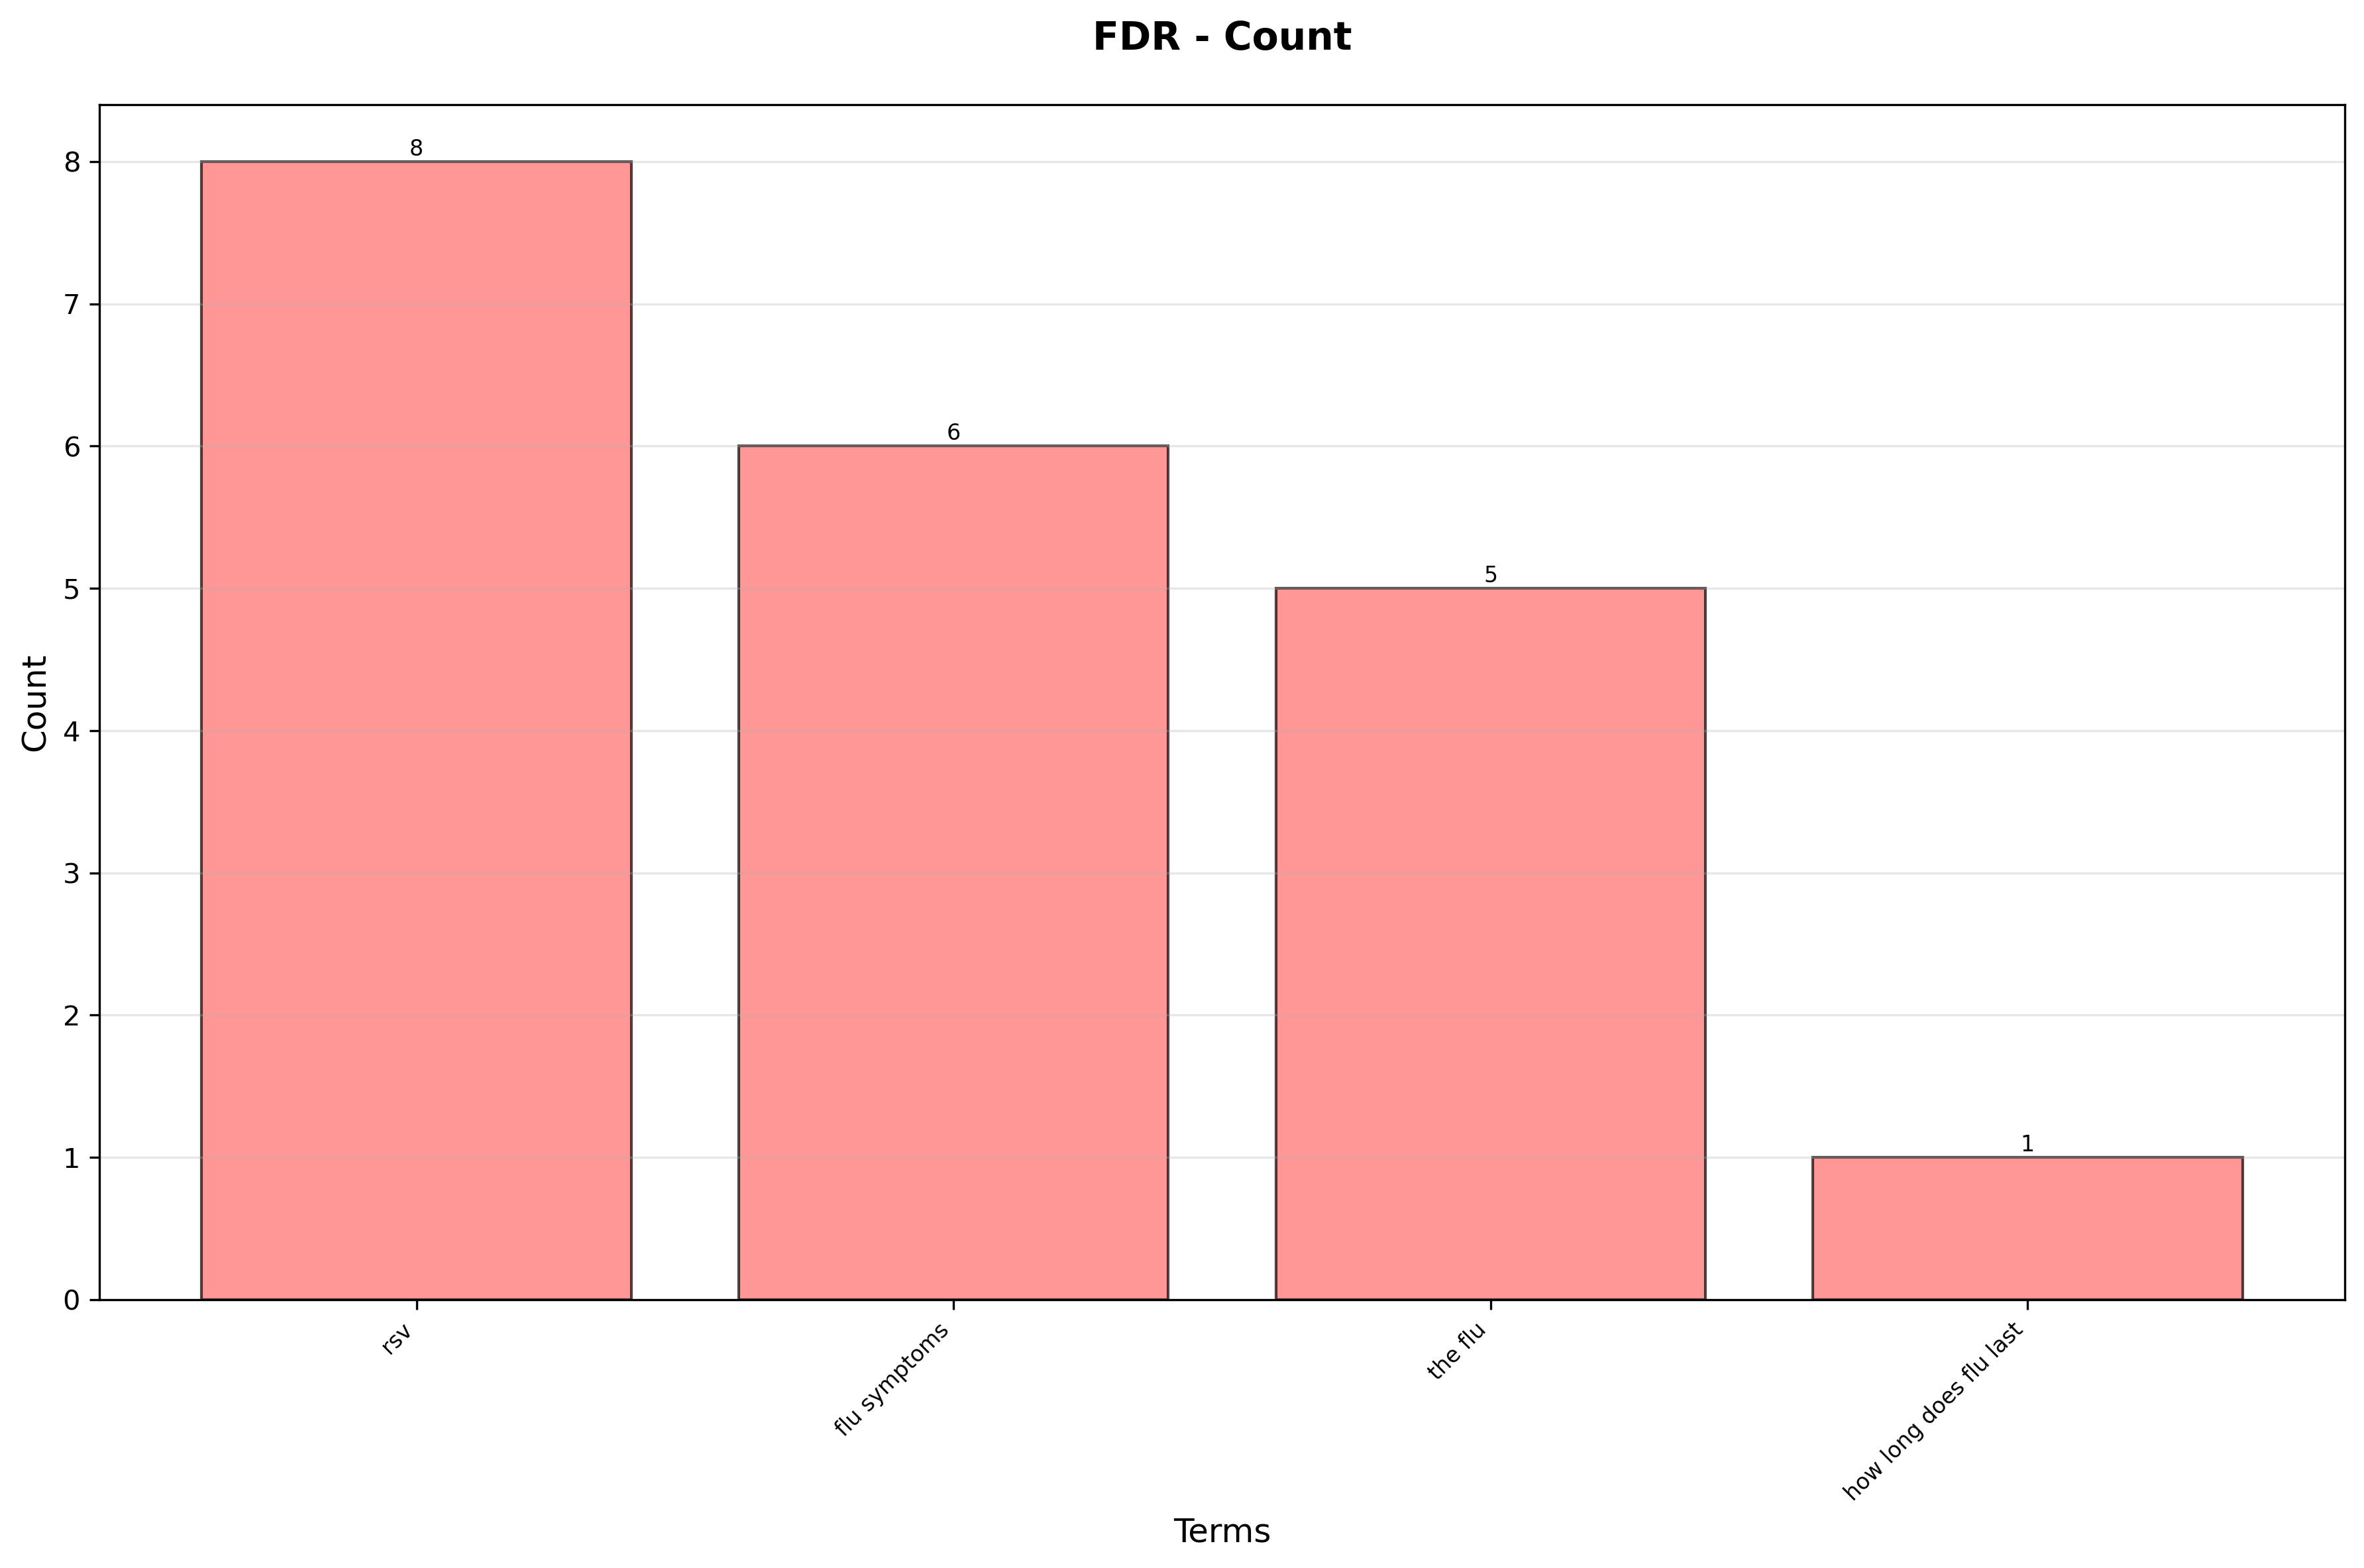 FDR - Count
Count
8
7
6
5
4
3
2
1
0
8
6
5
1
rsv
flu symptoms
the flu
how long does flu last
Terms